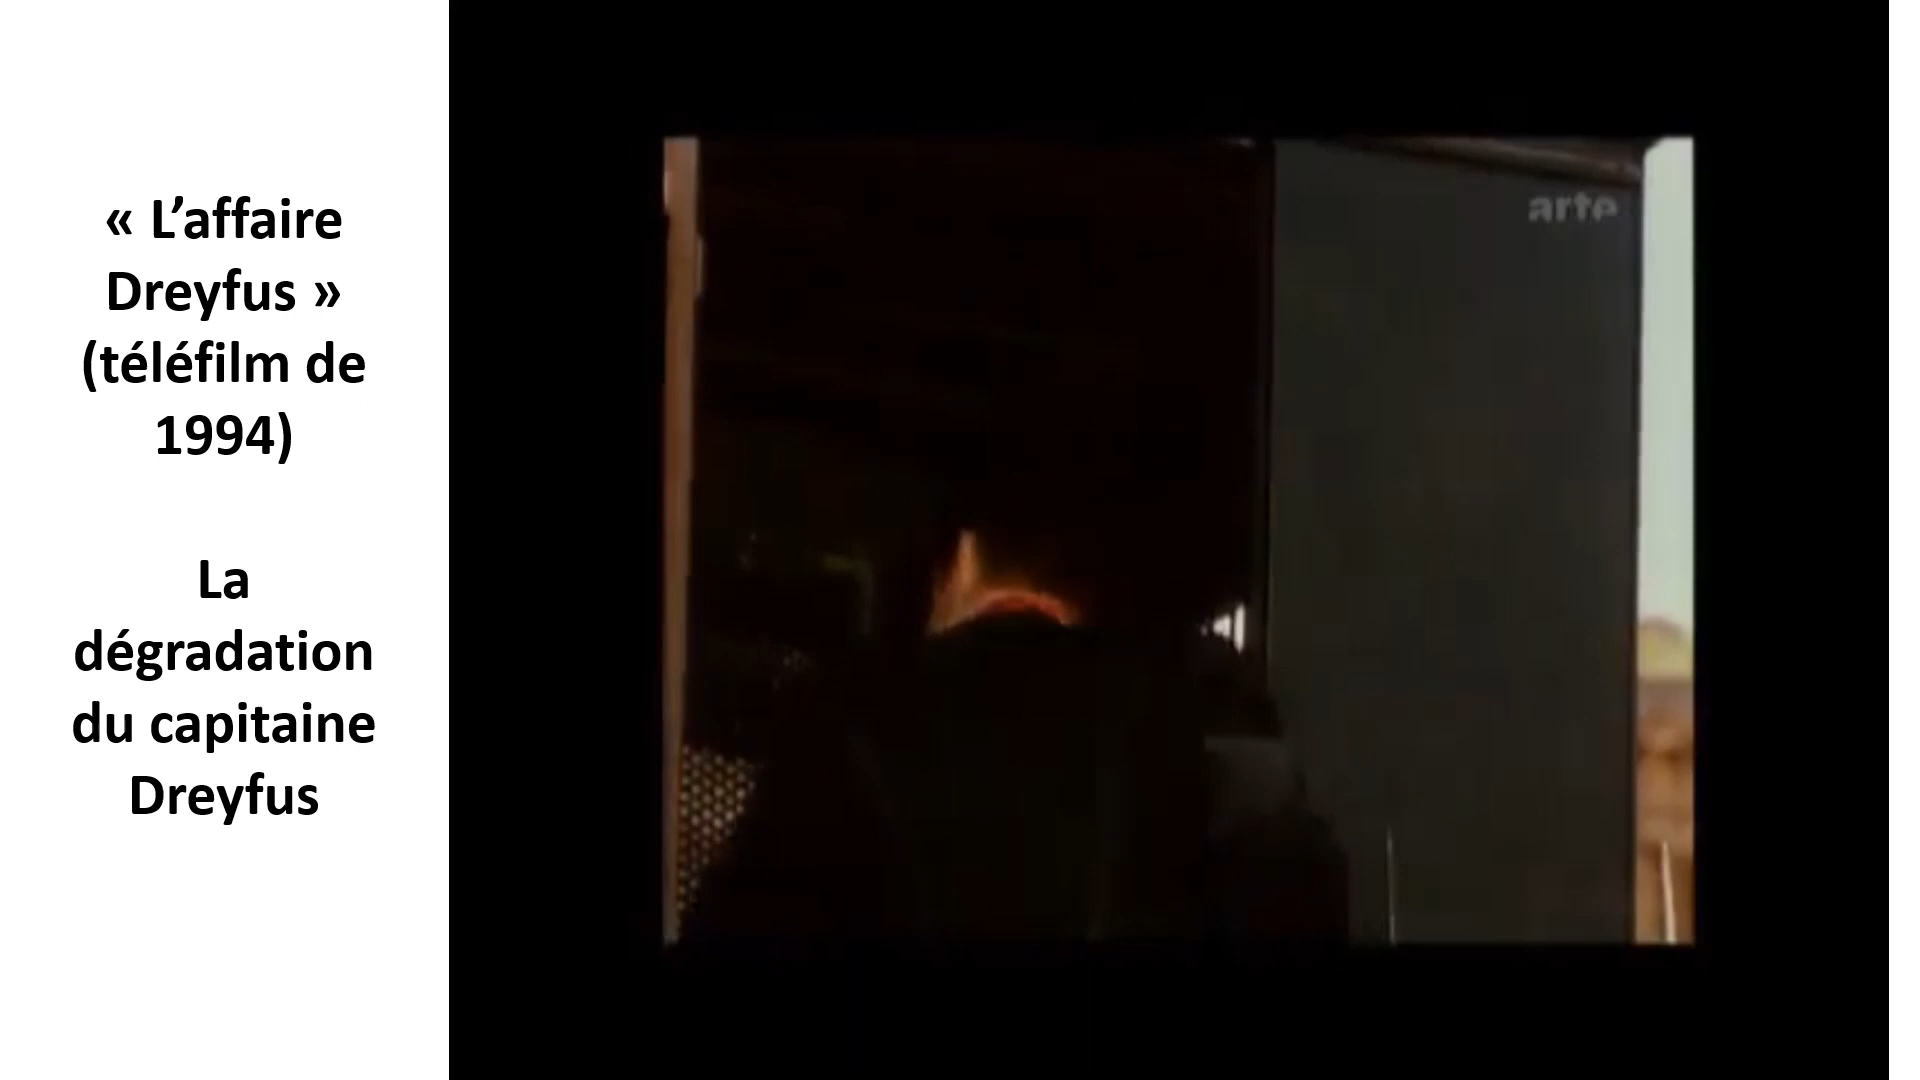 « L’affaire
Dreyfus »
(téléfilm de
1994)
La
dégradation
du capitaine
Dreyfus
arte